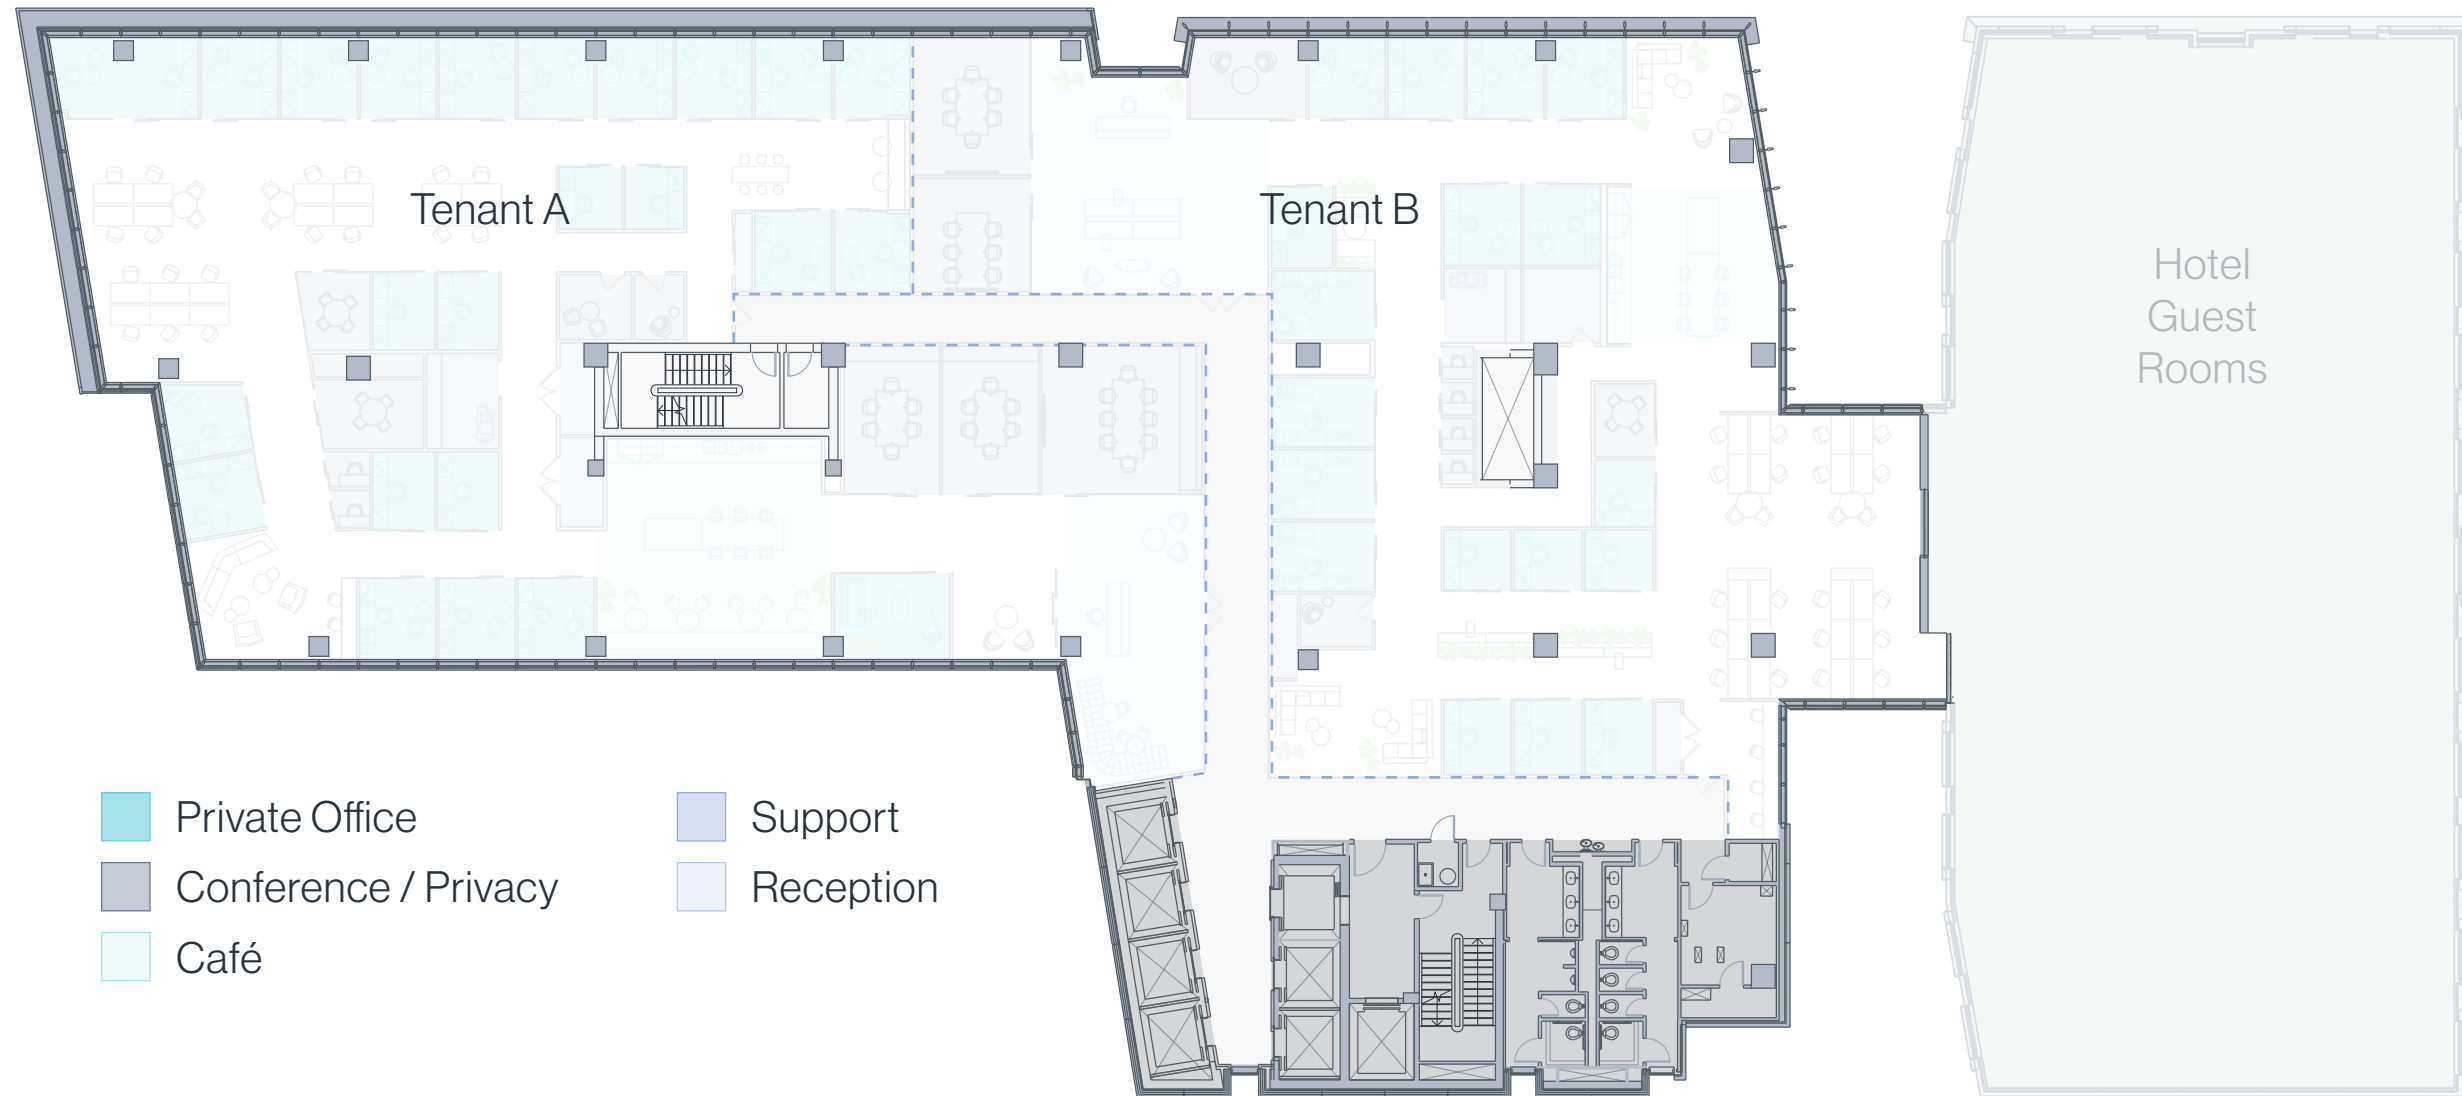 Tenant A
Tenant B
Hotel
Guest
Rooms
Private Office
Conference / Privacy
Café
Support
Reception